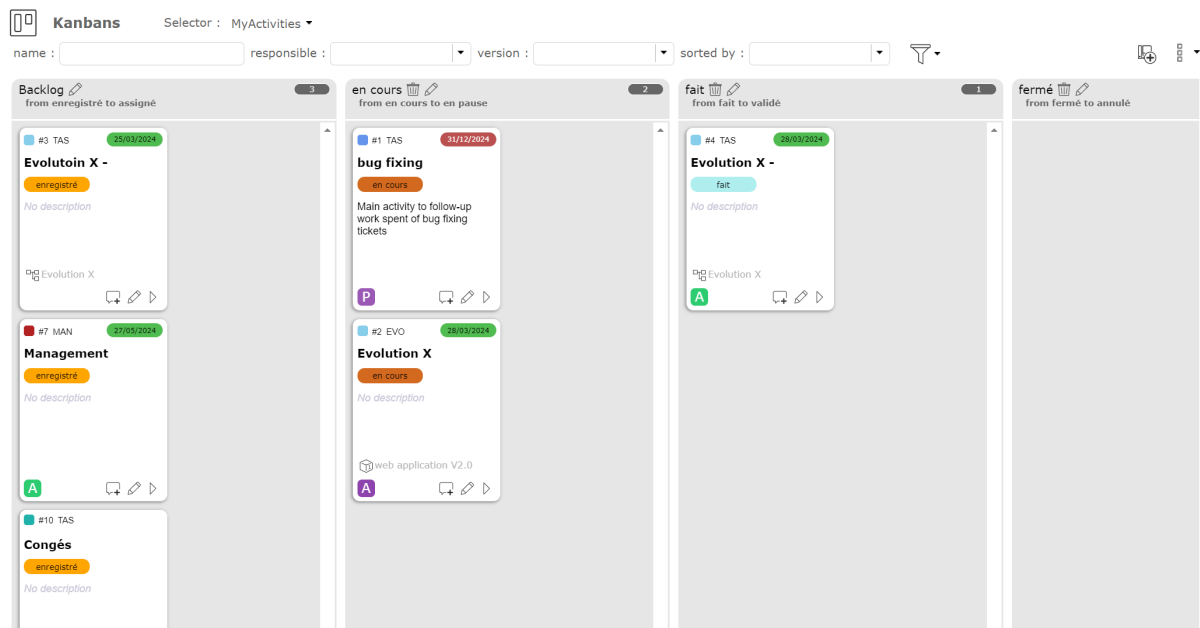 Kanbans
Selector : MyActivities
name : responsible : version : sorted by :
Backlog 3
from enregistré to assigné
#3 TAS 25/03/2024
Evolutoin X -
enregistré
No description
Evolution X
#7 MAN 27/05/2024
Management
enregistré
No description
A
#10 TAS
Congés
enregistré
No description
en cours 2
from en cours to en pause
#1 TAS 31/12/2024
bug fixing
en cours
Main activity to follow-up
work spent of bug fixing
tickets
P
#2 EVO 28/03/2024
Evolution X
en cours
No description
web application V2.0
A
fait 1
from fait to validé
#4 TAS 28/03/2024
Evolution X -
fait
No description
Evolution X
A
fermé
from fermé to annulé